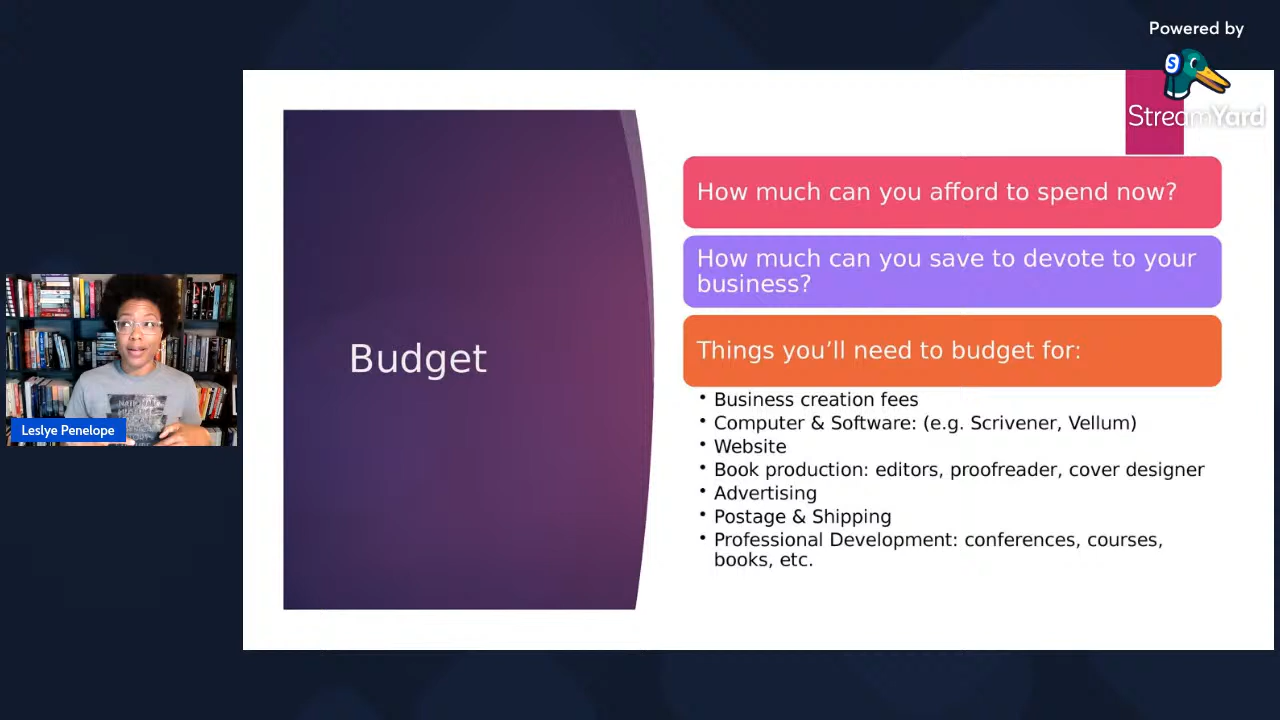 Powered by
StreamYard
Budget
How much can you afford to spend now?
How much can you save to devote to your
business?
Things you’ll need to budget for:
• Business creation fees
• Computer & Software: (e.g. Scrivener, Vellum)
• Website
• Book production: editors, proofreader, cover designer
• Advertising
• Postage & Shipping
• Professional Development: conferences, courses,
books, etc.
Leslye Penelope